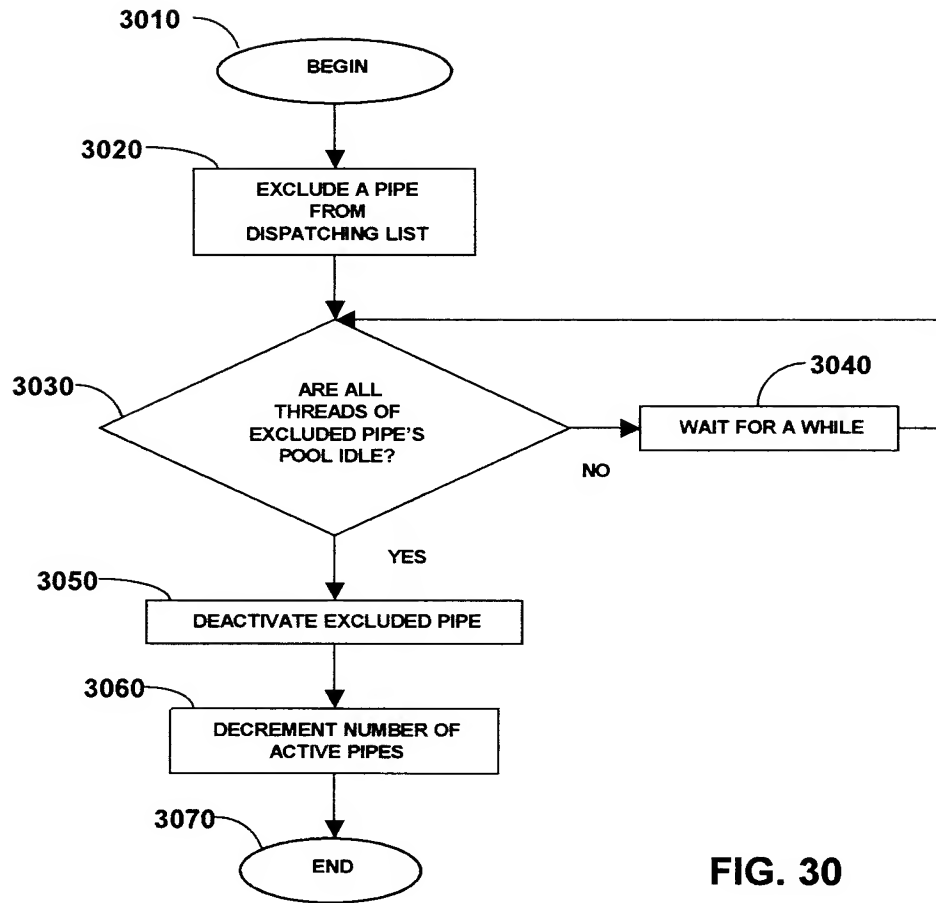 3010
BEGIN
3020
EXCLUDE A PIPE
FROM
DISPATCHING LIST
3030
ARE ALL
THREADS OF
EXCLUDED PIPE'S
POOL IDLE?
3040
WAIT FOR A WHILE
NO
YES
3050
DEACTIVATE EXCLUDED PIPE
3060
DECREMENT NUMBER OF
ACTIVE PIPES
3070
END
FIG. 30